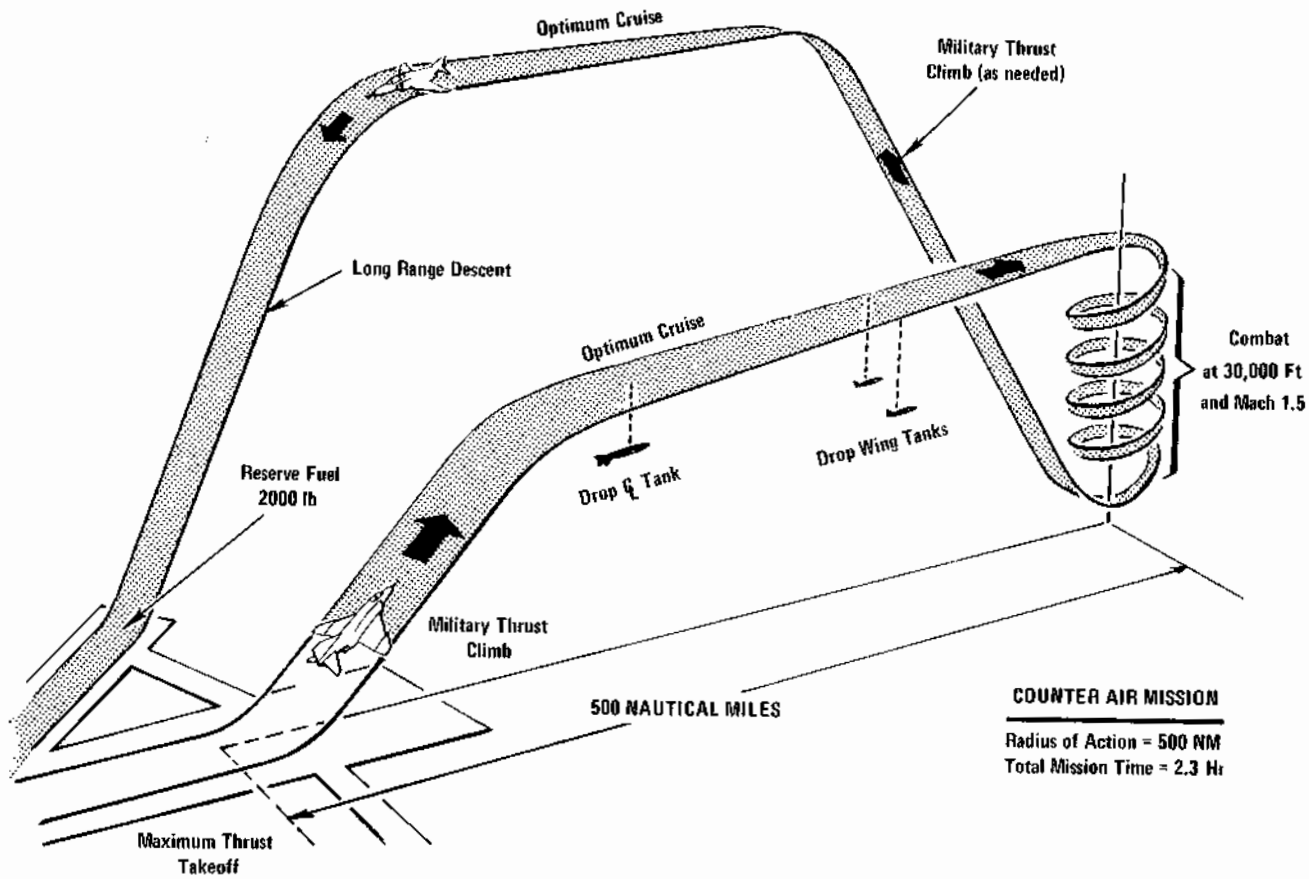 Optimum Cruise
Military Thrust
Climb (as needed)
Long Range Descent
Optimum Cruise
Combat
at 30,000 Ft
and Mach 1.5
Drop Wing Tanks
Drop ℄ Tank
Reserve Fuel
2000 lb
Military Thrust
Climb
500 NAUTICAL MILES
COUNTER AIR MISSION
Radius of Action = 500 NM
Total Mission Time = 2.3 Hr
Maximum Thrust
Takeoff